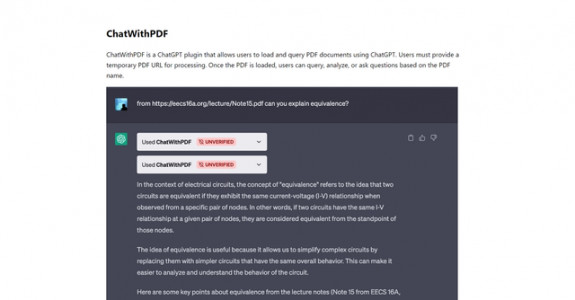 ChatWithPDF
ChatWithPDF is a ChatGPT plugin that allows users to load and query PDF documents using ChatGPT. Users must provide a
temporary PDF URL for processing. Once the PDF is loaded, users can query, analyze, or ask questions based on the PDF
name.
from https://eecs16a.org/lecture/Note15.pdf can you explain equivalence?
Used ChatWithPDF UNVERIFIED
Used ChatWithPDF UNVERIFIED
In the context of electrical circuits, the concept of "equivalence" refers to the idea that two
circuits are equivalent if they exhibit the same current-voltage (I-V) relationship when
observed from a specific pair of nodes. In other words, if two circuits have the same I-V
relationship at a given pair of nodes, they are considered equivalent from the standpoint of
those nodes.
The idea of equivalence is useful because it allows us to simplify complex circuits by
replacing them with simpler circuits that have the same overall behavior. This can make it
easier to analyze and understand the behavior of the circuit.
Here are some key points about equivalence from the lecture notes (Note 15 from EECS 16A,